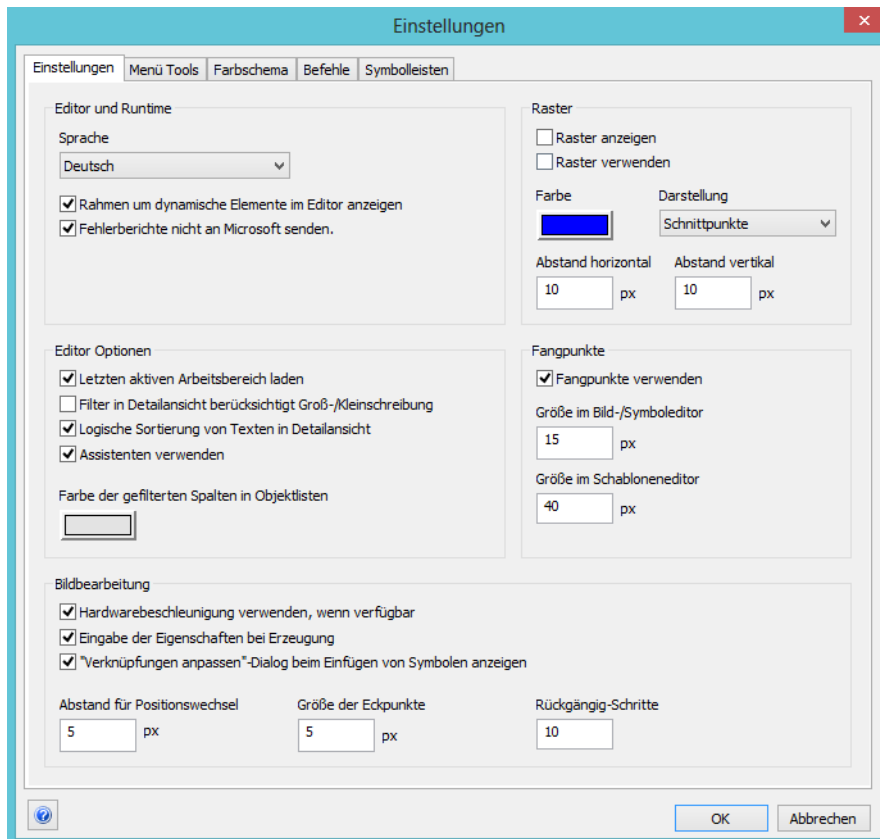 Einstellungen
Einstellungen
Menü Tools
Farbschema
Befehle
Symbolleisten
Editor und Runtime
Sprache
Deutsch
Rahmen um dynamische Elemente im Editor anzeigen
Fehlerberichte nicht an Microsoft senden.
Raster
Raster anzeigen
Raster verwenden
Farbe
Darstellung
Schnittpunkte
Abstand horizontal
Abstand vertikal
10 px
10 px
Editor Optionen
Letzten aktiven Arbeitsbereich laden
Filter in Detailansicht berücksichtigt Groß-/Kleinschreibung
Logische Sortierung von Texten in Detailansicht
Assistenten verwenden
Farbe der gefilterten Spalten in Objektlisten
Fangpunkte
Fangpunkte verwenden
Größe im Bild-/Symboleditor
15 px
Größe im Schabloneneditor
40 px
Bildbearbeitung
Hardwarebeschleunigung verwenden, wenn verfügbar
Eingabe der Eigenschaften bei Erzeugung
"Verknüpfungen anpassen"-Dialog beim Einfügen von Symbolen anzeigen
Abstand für Positionswechsel
Größe der Eckpunkte
Rückgängig-Schritte
5 px
5 px
10
OK
Abbrechen